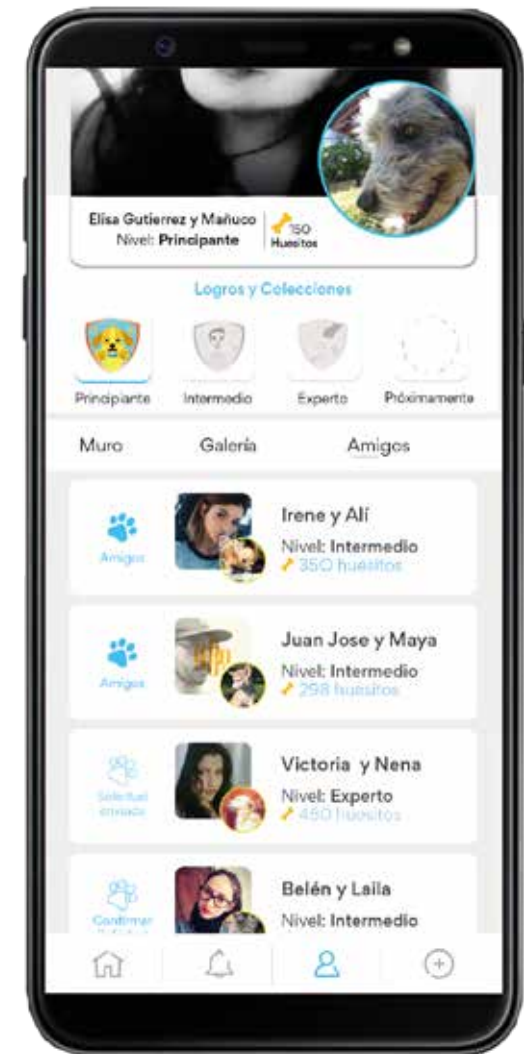 Elisa Gutierrez y Mañuco
Nivel: Principante
150
Huesitos
Logros y Colecciones
Principiante
Intermedio
Experto
Próximamente
Muro
Galería
Amigos
Irene y Alí
Amigos
Nivel: Intermedio
350 huesitos
Juan Jose y Maya
Amigos
Nivel: Intermedio
298 huesitos
Victoria y Nena
Solicitud
enviada
Nivel: Experto
450 huesitos
Belén y Laila
Confirmar
Nivel: Intermedio